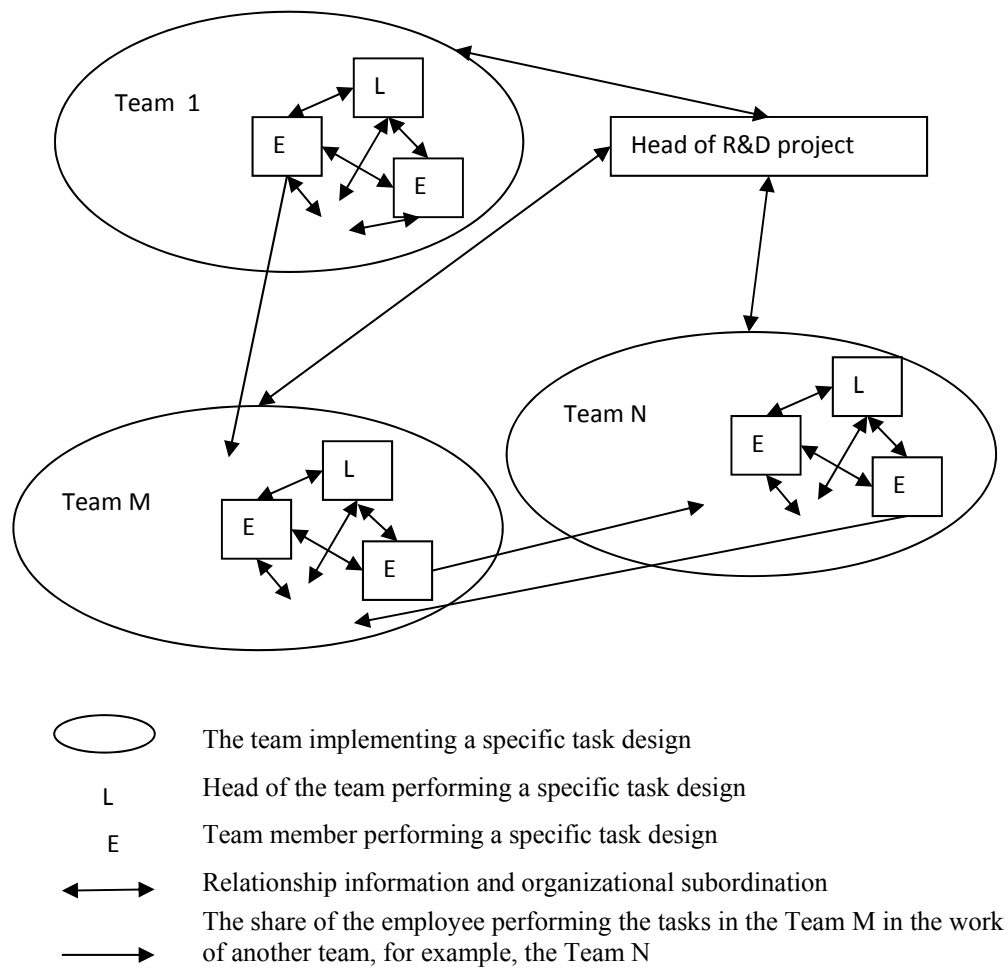 Team 1
L
E
E
Head of R&D project
Team N
L
E
E
Team M
L
E
E
The team implementing a specific task design
L Head of the team performing a specific task design
E Team member performing a specific task design
Relationship information and organizational subordination
The share of the employee performing the tasks in the Team M in the work
of another team, for example, the Team N